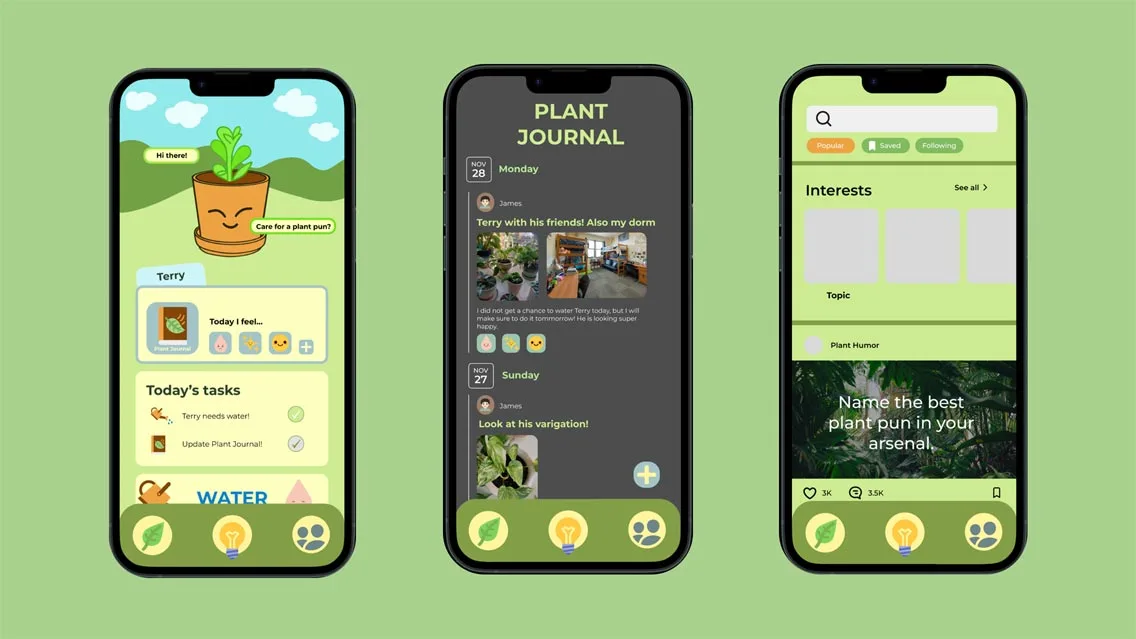 Hi there!
Care for a plant pun?
Terry
Today I feel...
Plant Journal
Today's tasks
Terry needs water!
Update Plant Journal!
WATER
PLANT
JOURNAL
NOV
28
Monday
James
Terry with his friends! Also my dorm
I did not get a chance to water Terry today, but I will
make sure to do it tommorrow! He is looking super
happy.
NOV
27
Sunday
James
Look at his varigation!
Popular
Saved
Following
Interests
See all
Topic
Plant Humor
Name the best
plant pun in your
arsenal.
3K
3.5K